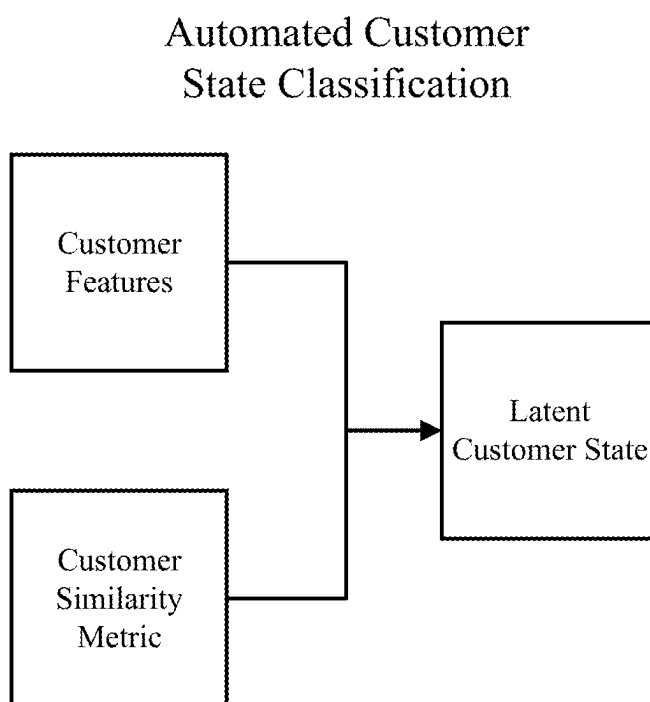 Automated Customer
State Classification
Customer
Features
Latent
Customer State
Customer
Similarity
Metric